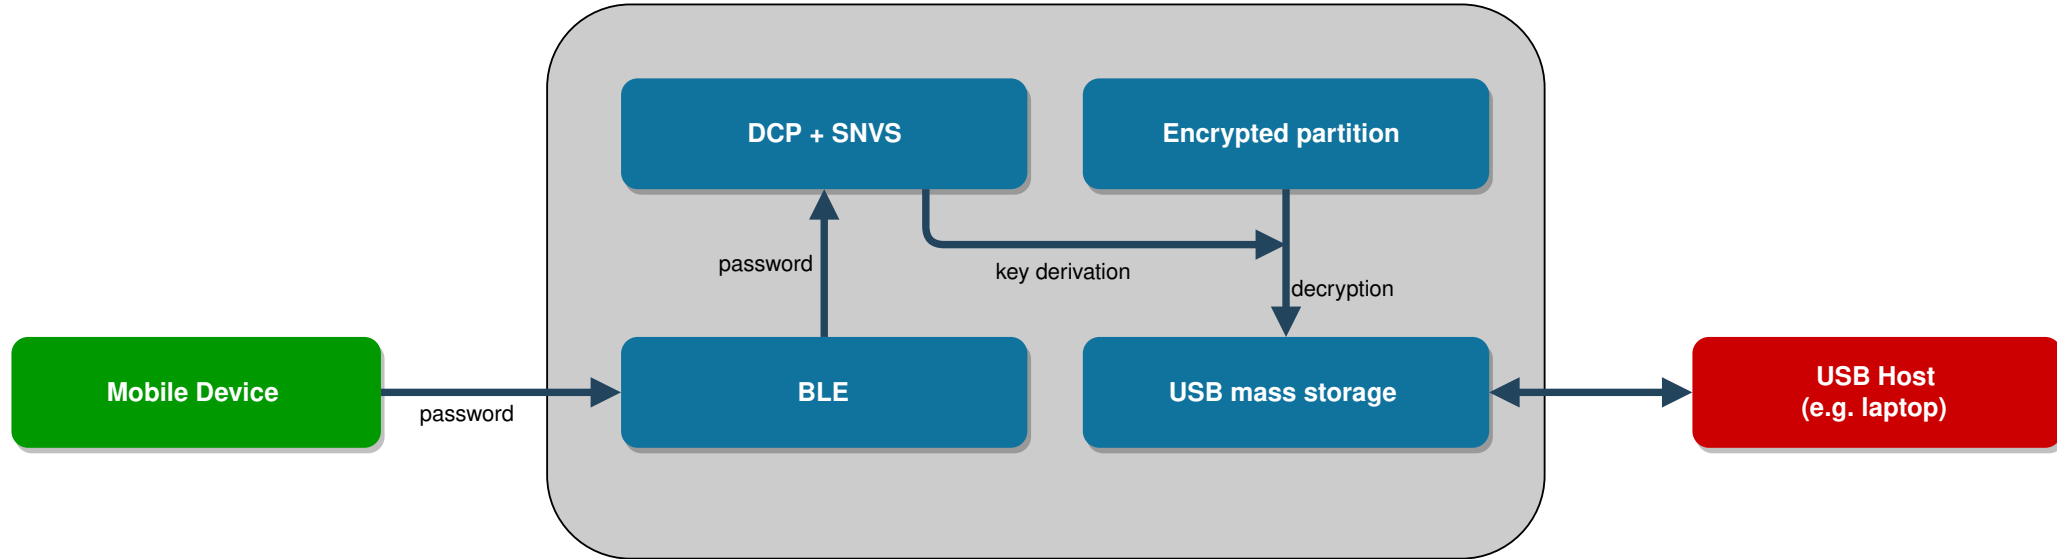 DCP + SNVS
Encrypted partition
password
key derivation
decryption
Mobile Device
password
BLE
USB mass storage
USB Host
(e.g. laptop)